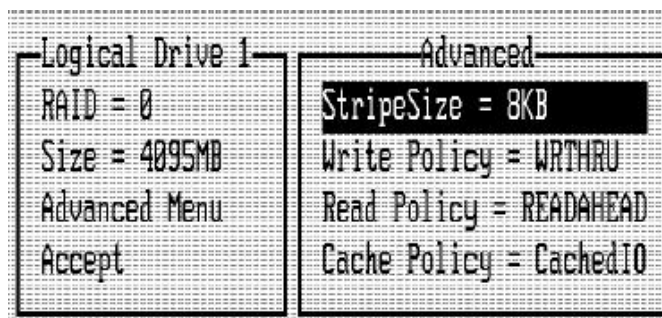 Logical Drive 1
RAID = 0
Size = 4095MB
Advanced Menu
Accept
Advanced
StripeSize = 8KB
Write Policy = WRTHRU
Read Policy = READAHEAD
Cache Policy = CachedIO